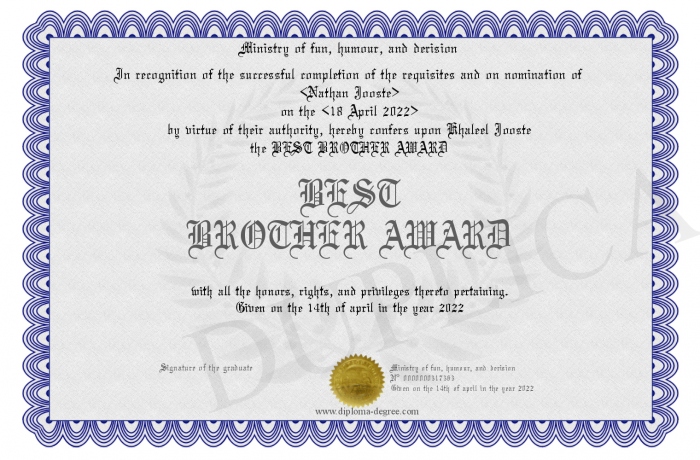 Ministry of fun, humour, and derision
In recognition of the successful completion of the requisites and on nomination of
<Nathan Jooste>
on the <18 April 2022>
by virtue of their authority, hereby confers upon Khaleel Jooste
the BEST BROTHER AWARD
BEST
BROTHER AWARD
with all the honors, rights, and privileges thereto pertaining.
Given on the 14th of april in the year 2022
DUPLICA
Signature of the graduate
Ministry of fun, humour, and derision
N° 0000000317393
Given on the 14th of april in the year 2022
www.diploma-degree.com